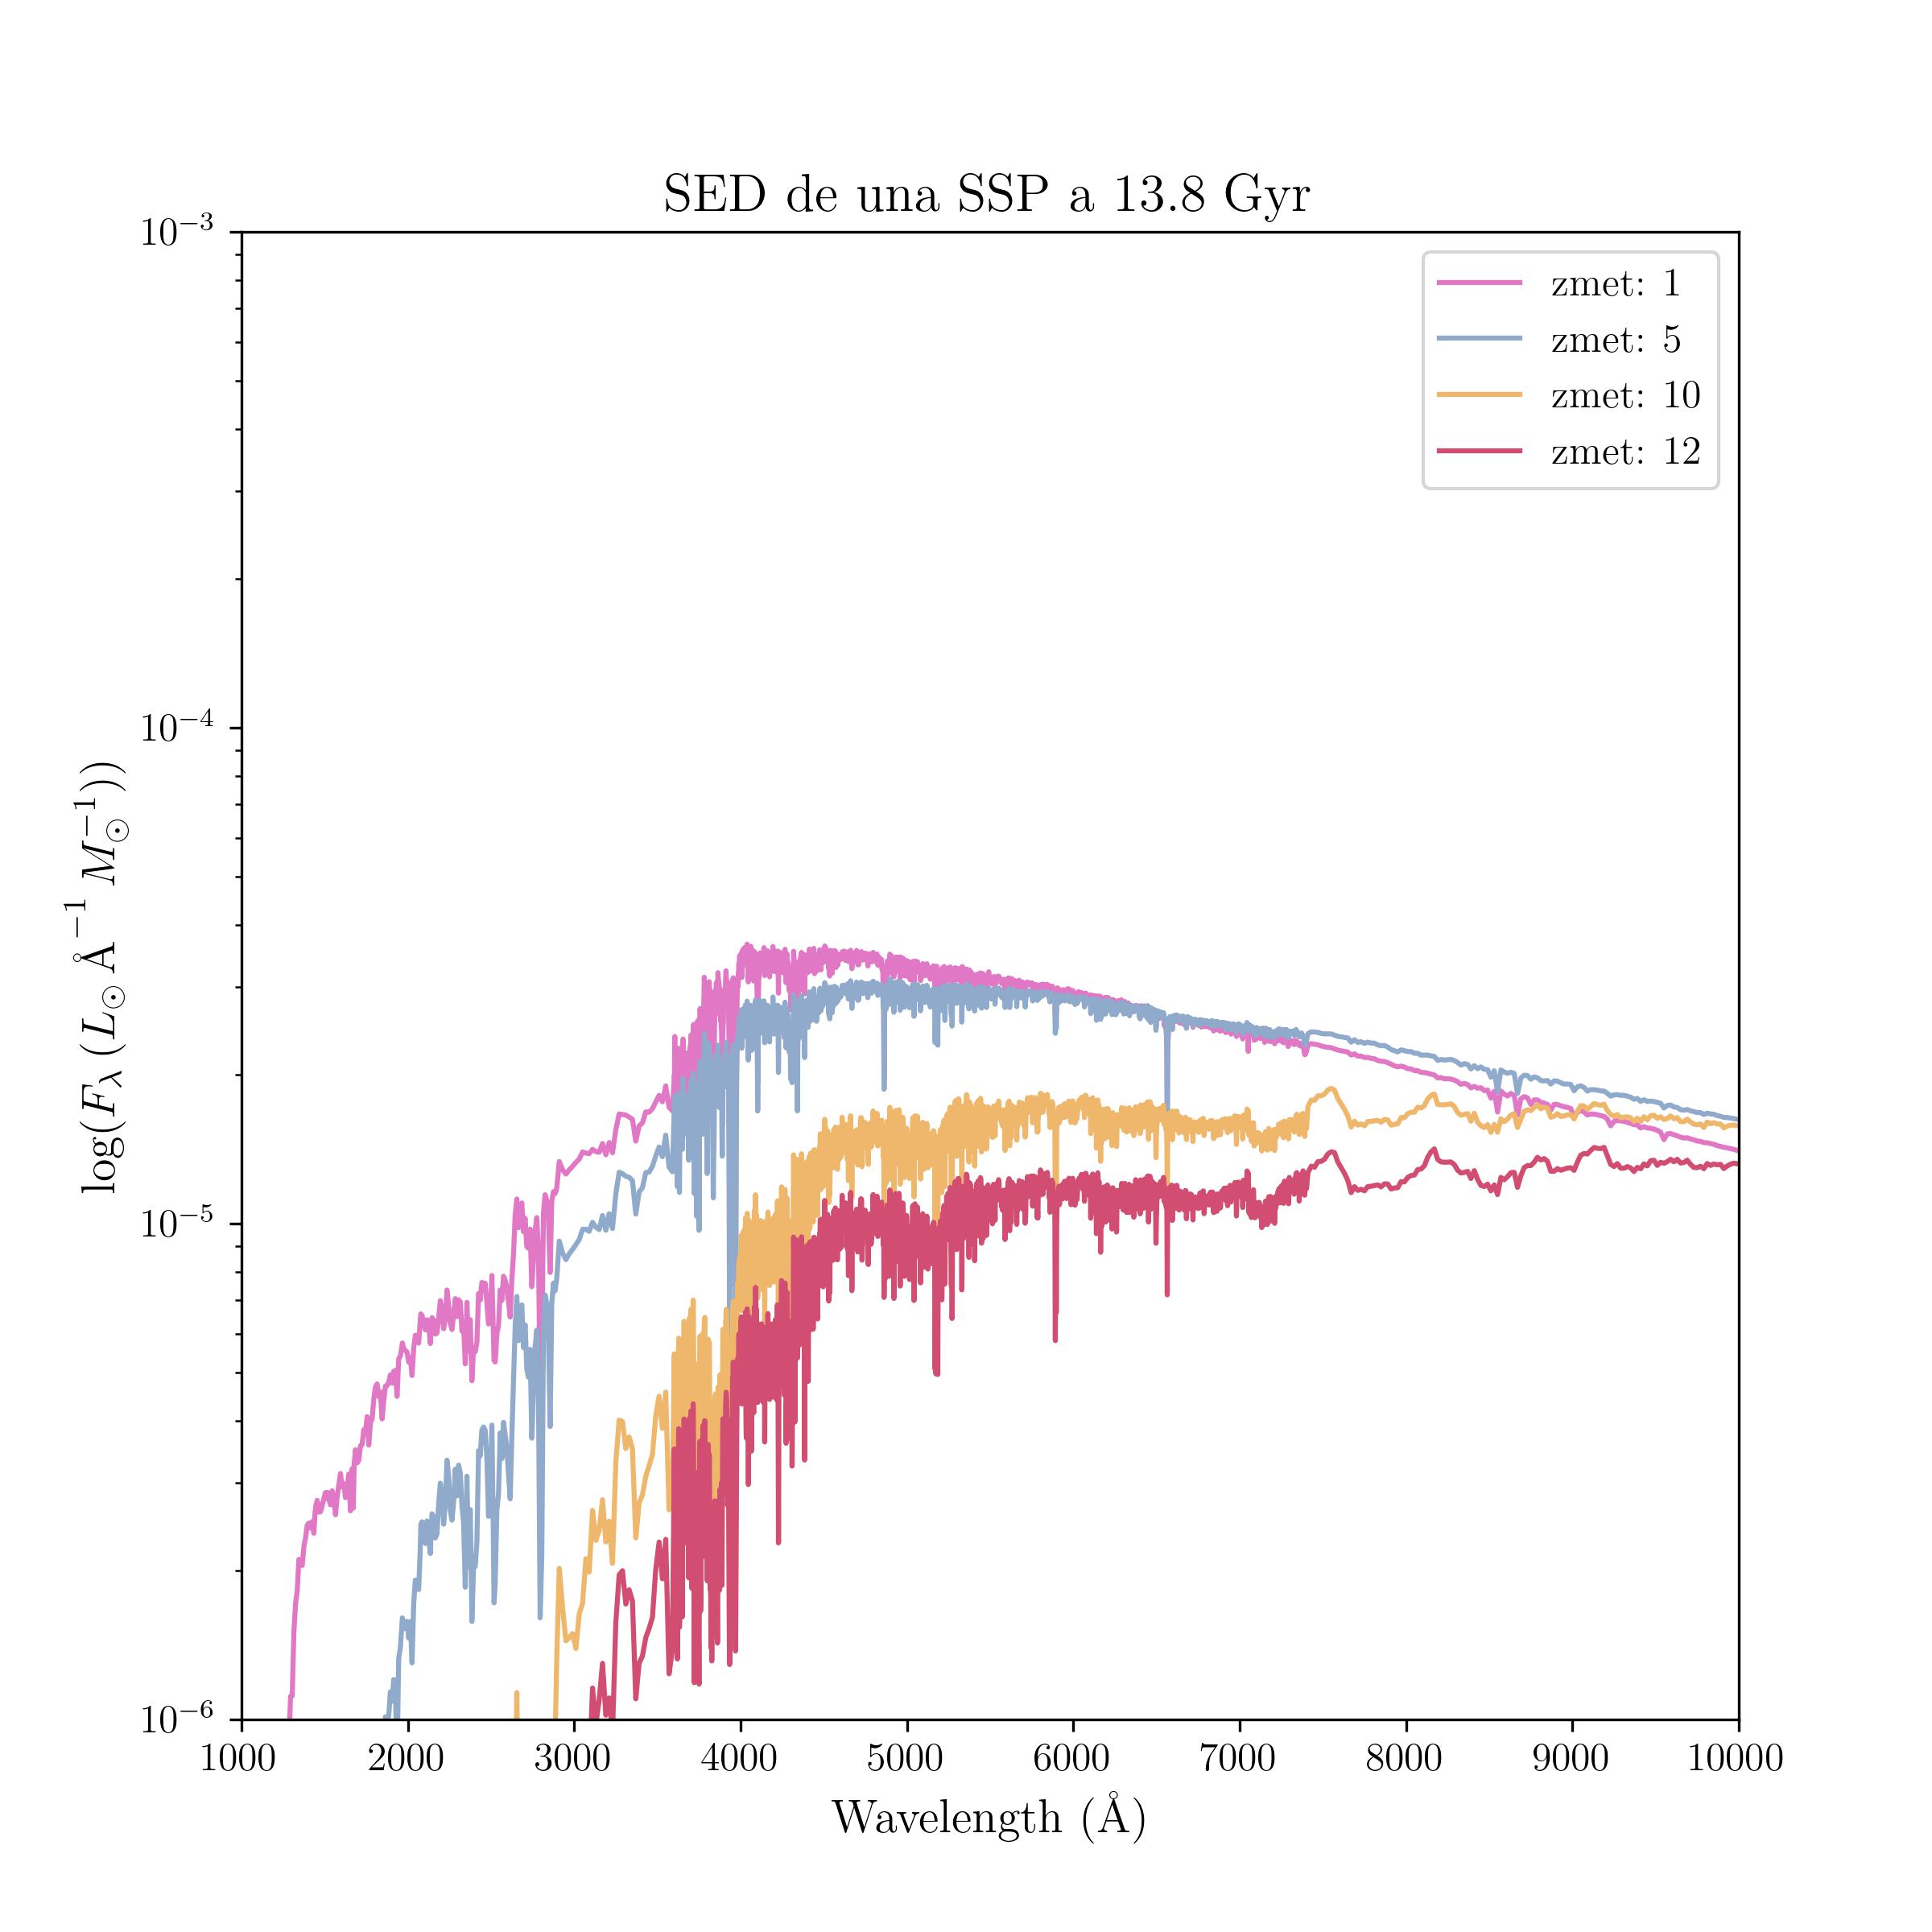 SED de una SSP a 13.8 Gyr
10⁻³
10⁻⁴
10⁻⁵
10⁻⁶
log(F_λ (L_⊙ Å⁻¹ M_⊙⁻¹))
zmet: 1
zmet: 5
zmet: 10
zmet: 12
1000 2000 3000 4000 5000 6000 7000 8000 9000 10000
Wavelength (Å)